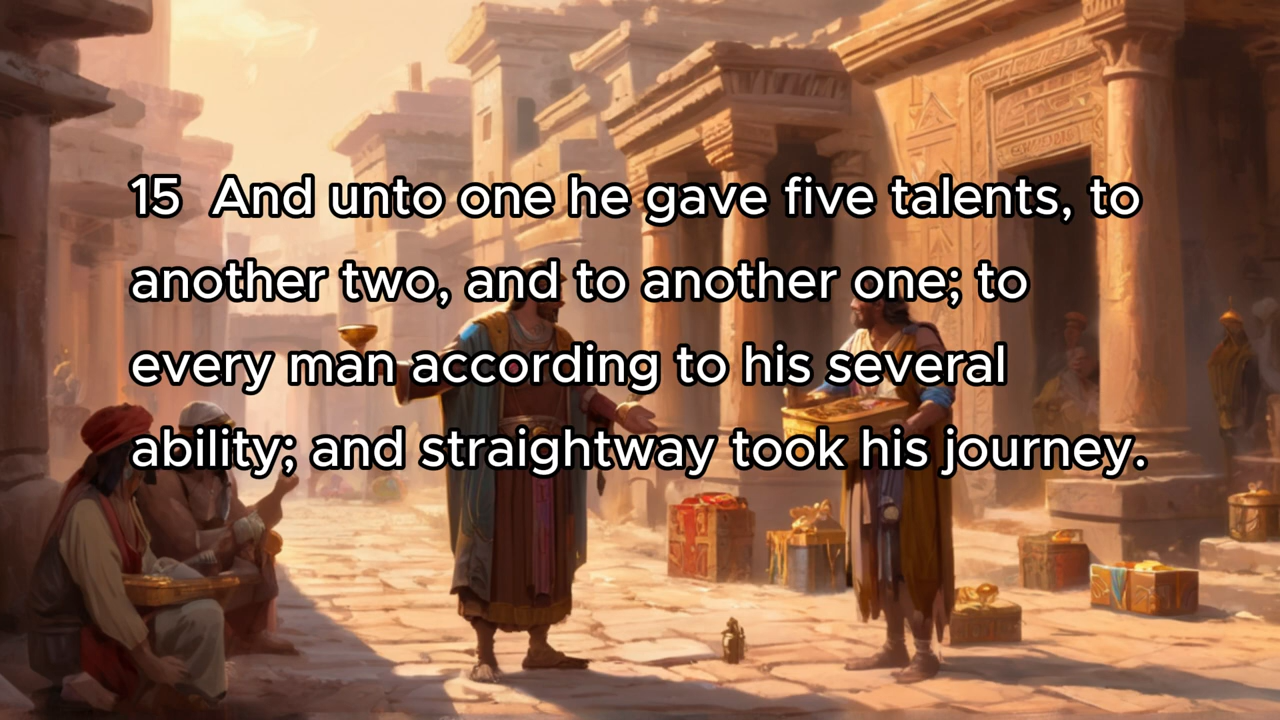 15 And unto one he gave five talents, to
another two, and to another one; to
every man according to his several
ability; and straightway took his journey.